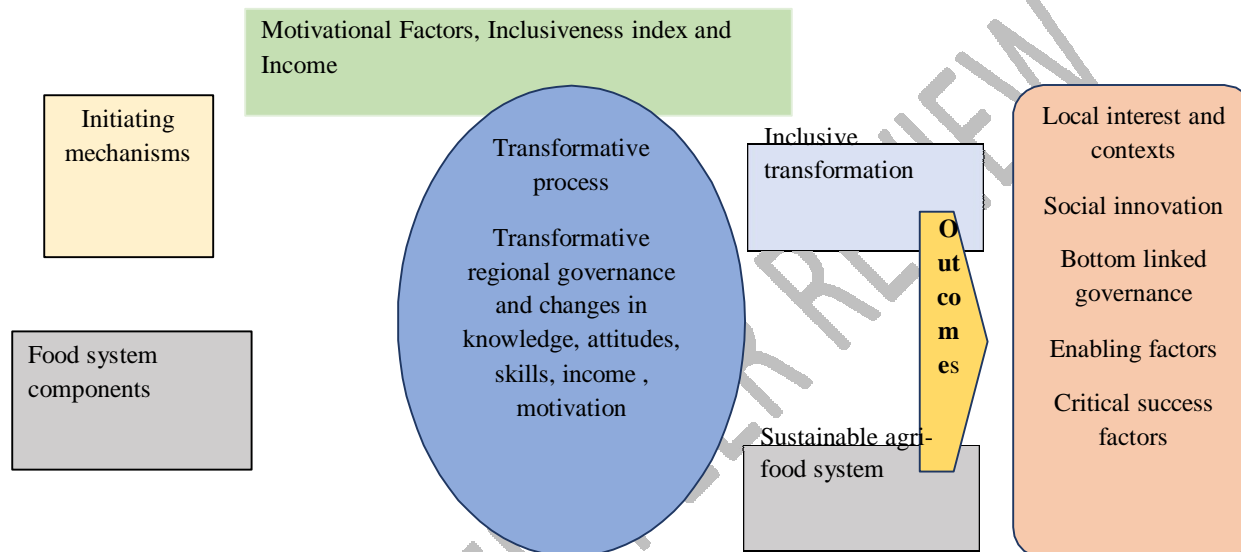 Motivational Factors, Inclusiveness index and
Income
Initiating
mechanisms
Food system
components
Transformative
process
Transformative
regional governance
and changes in
knowledge, attitudes,
skills, income ,
motivation
Inclusive
transformation
Sustainable agri-
food system
O
ut
co
m
es
Local interest and
contexts
Social innovation
Bottom linked
governance
Enabling factors
Critical success
factors
ER REVIEW